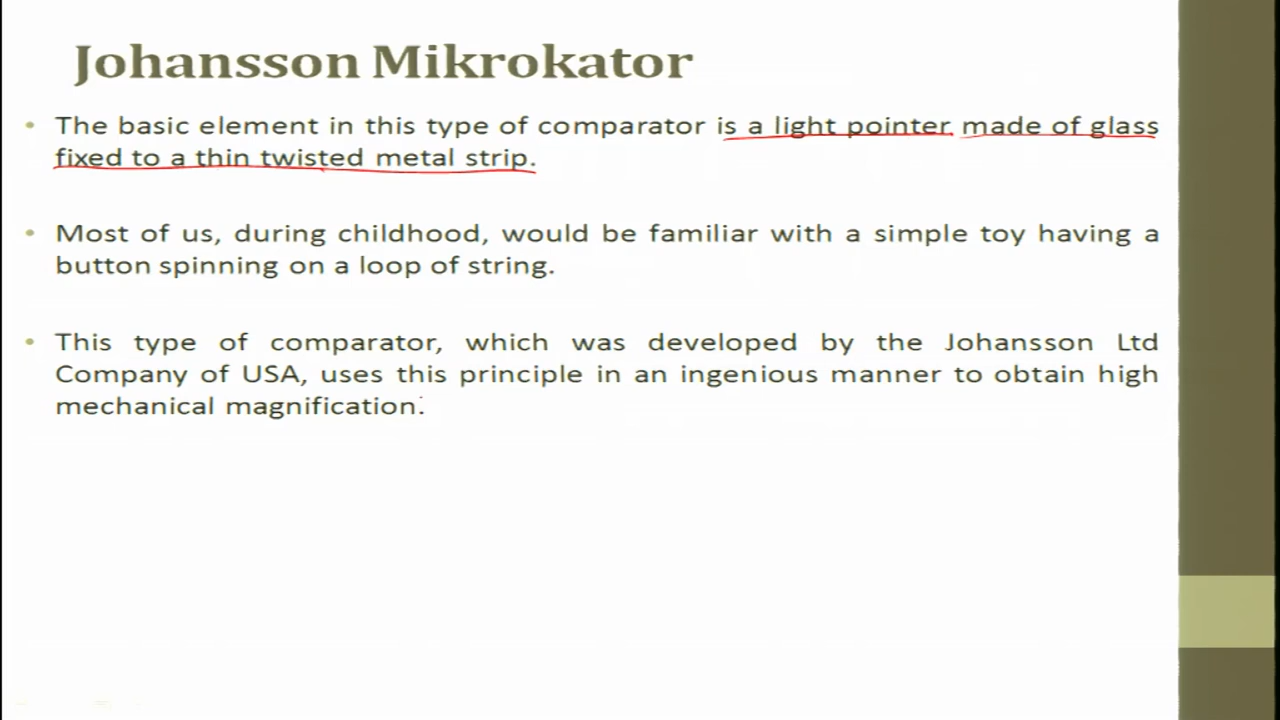 Johansson Mikrokator
• The basic element in this type of comparator is a light pointer made of glass
fixed to a thin twisted metal strip.
• Most of us, during childhood, would be familiar with a simple toy having a
button spinning on a loop of string.
• This type of comparator, which was developed by the Johansson Ltd
Company of USA, uses this principle in an ingenious manner to obtain high
mechanical magnification.